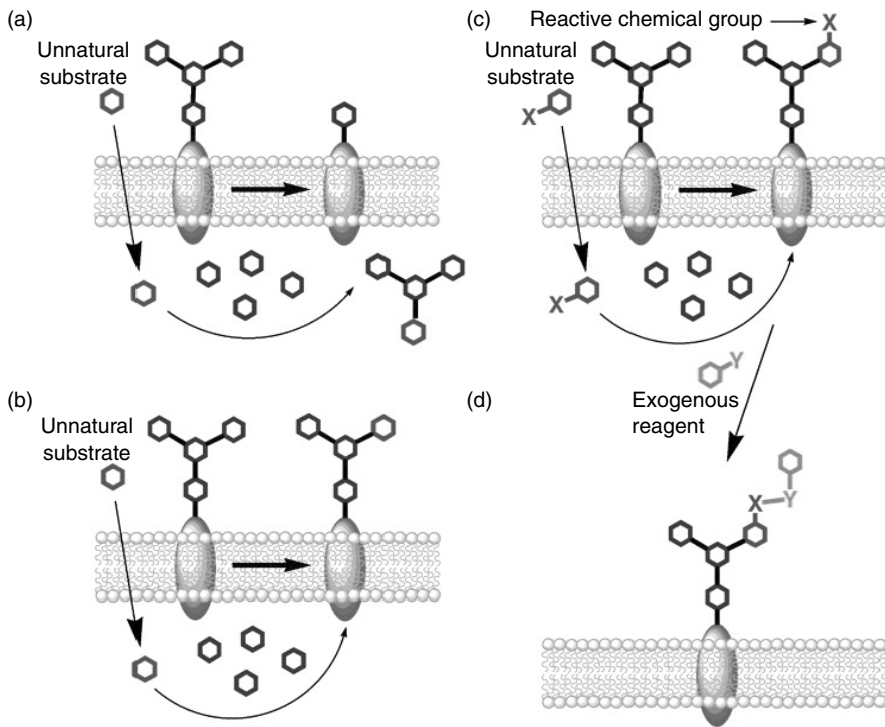 (a)
Unnatural
substrate
(b)
Unnatural
substrate
(c)
Reactive chemical group
X
Unnatural
substrate
X
X
Y
(d)
Exogenous
reagent
X
Y